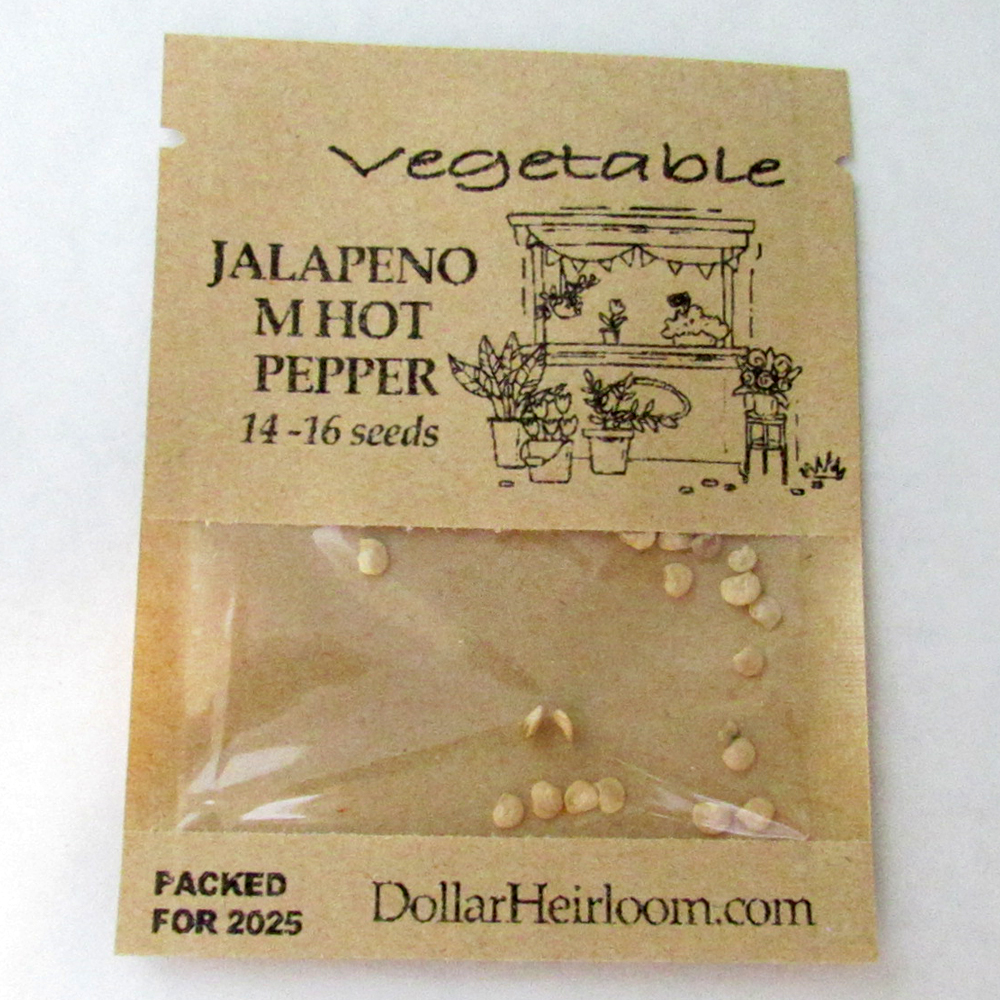 Vegetable
JALAPENO
M HOT
PEPPER
14-16 seeds
PACKED
FOR 2025
DollarHeirloom.com